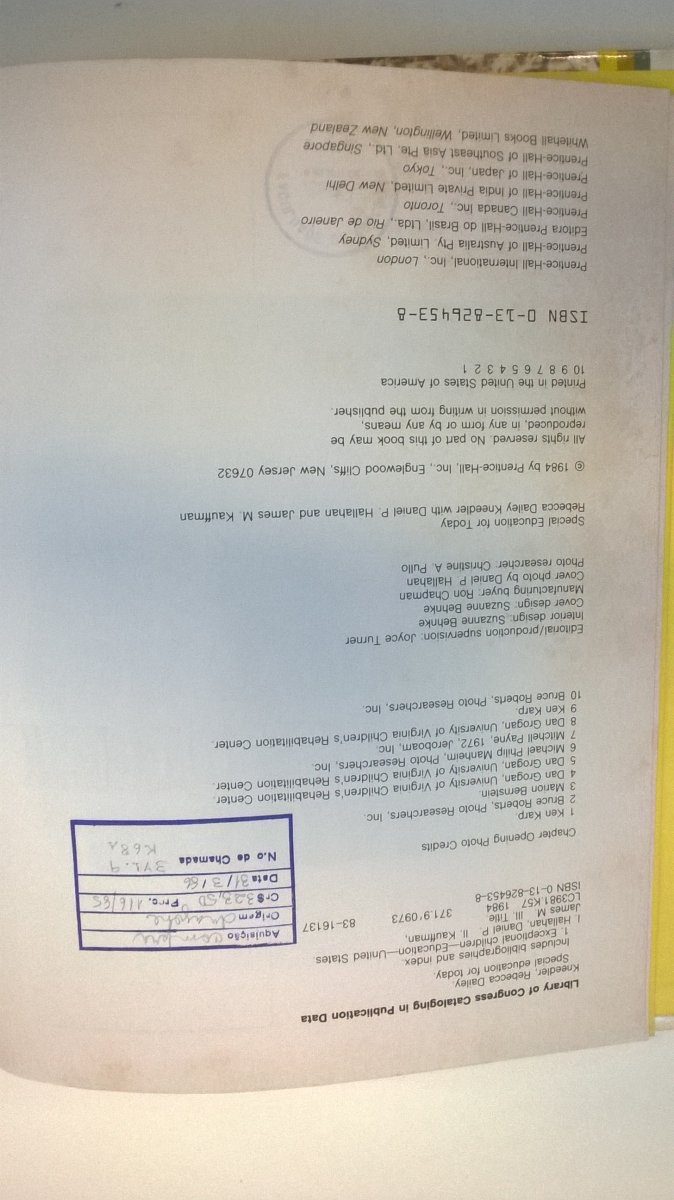 Library of Congress Cataloging in Publication Data
Kneedler, Rebecca Dailey.
Special education for today.
Includes bibliographies and index.
1. Exceptional children—Education—United States.
I. Hallahan, Daniel P. II. Kauffman,
James M. III. Title.
LC3981.K57 1984 371.9'0973 83-16137
ISBN 0-13-826453-8
Aquisição compra
Origem
Cr$ Proc. 116/85
Data 31/3/86
N.o de Chamada 371.9
K68s
Chapter Opening Photo Credits
1 Ken Karp.
2 Bruce Roberts, Photo Researchers, Inc.
3 Marion Bernstein.
4 Dan Grogan, University of Virginia Children's Rehabilitation Center.
5 Dan Grogan, University of Virginia Children's Rehabilitation Center.
6 Michael Philip Manheim, Photo Researchers, Inc.
7 Mitchell Payne, 1972, Jeroboam, Inc.
8 Dan Grogan, University of Virginia Children's Rehabilitation Center.
9 Ken Karp.
10 Bruce Roberts, Photo Researchers, Inc.
Editorial/production supervision: Joyce Turner
Interior design: Suzanne Behnke
Cover design: Suzanne Behnke
Manufacturing buyer: Ron Chapman
Cover photo by Daniel P. Hallahan
Photo researcher: Christine A. Pullo
Special Education for Today
Rebecca Dailey Kneedler with Daniel P. Hallahan and James M. Kauffman
© 1984 by Prentice-Hall, Inc., Englewood Cliffs, New Jersey 07632
All rights reserved. No part of this book may be
reproduced, in any form or by any means,
without permission in writing from the publisher.
Printed in the United States of America
10 9 8 7 6 5 4 3 2 1
ISBN 0-13-826453-8
Prentice-Hall International, Inc., London
Prentice-Hall of Australia Pty. Limited, Sydney
Editora Prentice-Hall do Brasil, Ltda., Rio de Janeiro
Prentice-Hall Canada Inc., Toronto
Prentice-Hall of India Private Limited, New Delhi
Prentice-Hall of Japan, Inc., Tokyo
Prentice-Hall of Southeast Asia Pte. Ltd., Singapore
Whitehall Books Limited, Wellington, New Zealand